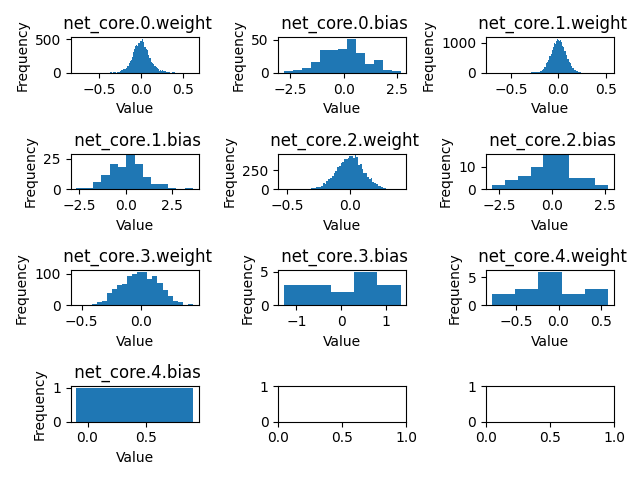 net_core.0.weight net_core.0.bias net_core.1.weight
Frequency 500 0 −0.5 0.0 0.5 Value
Frequency 50 0 −2.5 0.0 2.5 Value
Frequency 1000 0 −0.5 0.0 0.5 Value
net_core.1.bias net_core.2.weight net_core.2.bias
Frequency 25 0 −2.5 0.0 2.5 Value
Frequency 250 0 −0.5 0.0 Value
Frequency 10 0 −2.5 0.0 2.5 Value
net_core.3.weight net_core.3.bias net_core.4.weight
Frequency 100 0 −0.5 0.0 Value
Frequency 5 0 −1 0 1 Value
Frequency 5 0 −0.5 0.0 0.5 Value
net_core.4.bias
Frequency 1 0 0.0 0.5 Value
1 0 0.0 0.5 1.0
1 0 0.0 0.5 1.0